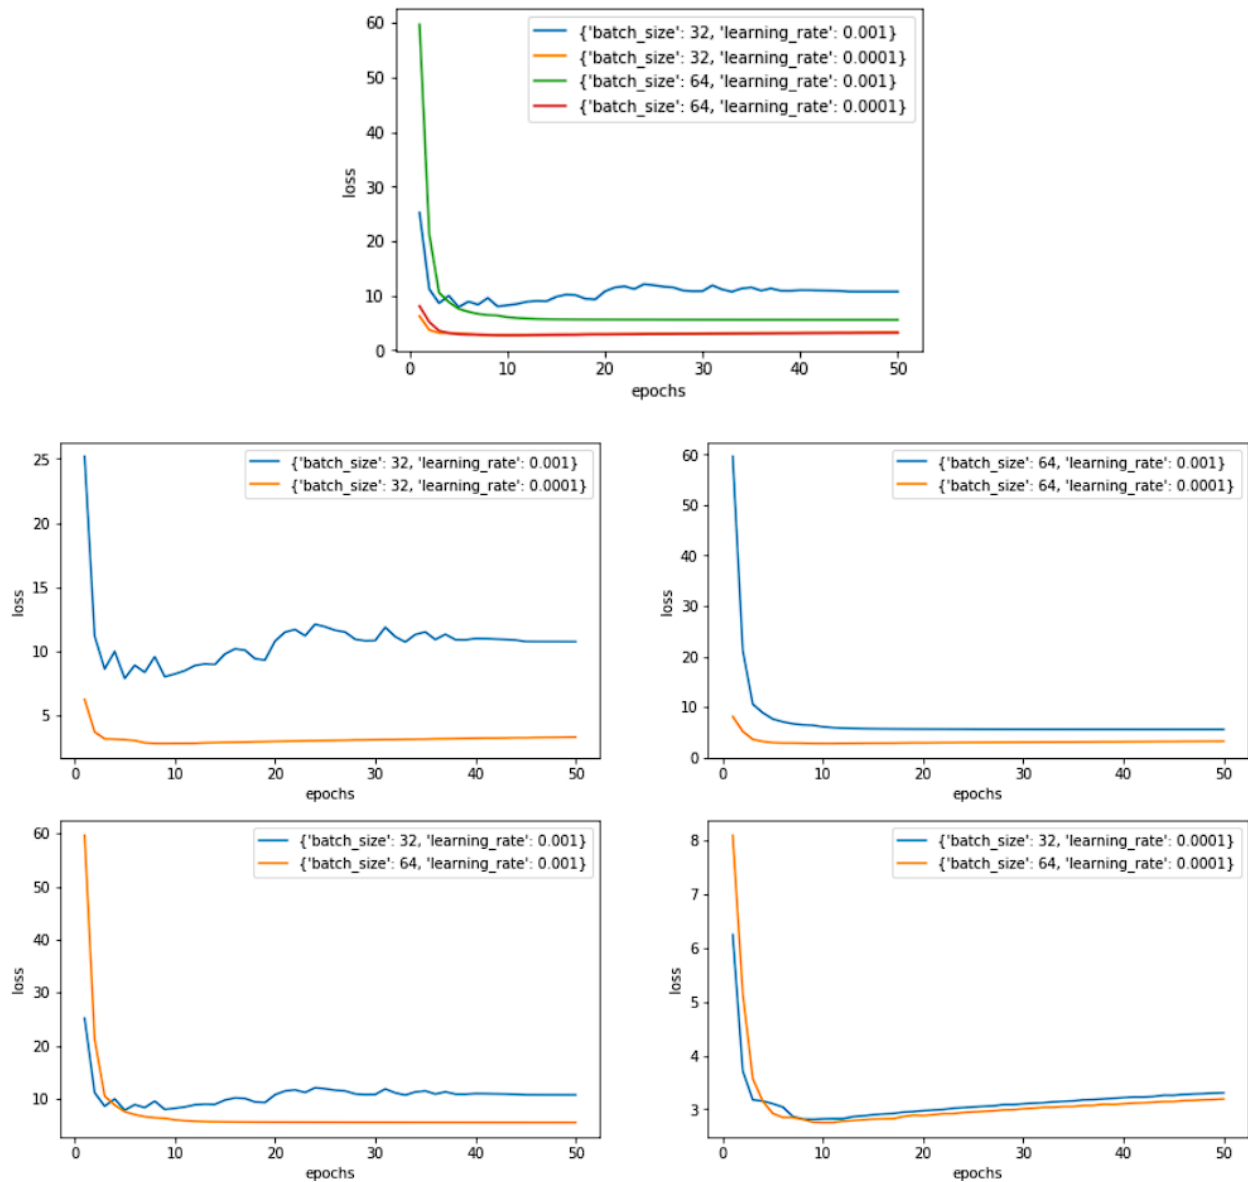 60
50
40
30
20
10
0
loss
{'batch_size': 32, 'learning_rate': 0.001}
{'batch_size': 32, 'learning_rate': 0.0001}
{'batch_size': 64, 'learning_rate': 0.001}
{'batch_size': 64, 'learning_rate': 0.0001}
0 10 20 30 40 50
epochs
25
20
15
10
5
loss
{'batch_size': 32, 'learning_rate': 0.001}
{'batch_size': 32, 'learning_rate': 0.0001}
0 10 20 30 40 50
epochs
60
50
40
30
20
10
0
loss
{'batch_size': 64, 'learning_rate': 0.001}
{'batch_size': 64, 'learning_rate': 0.0001}
0 10 20 30 40 50
epochs
60
50
40
30
20
10
loss
{'batch_size': 32, 'learning_rate': 0.001}
{'batch_size': 64, 'learning_rate': 0.001}
0 10 20 30 40 50
epochs
8
7
6
5
4
3
loss
{'batch_size': 32, 'learning_rate': 0.0001}
{'batch_size': 64, 'learning_rate': 0.0001}
0 10 20 30 40 50
epochs